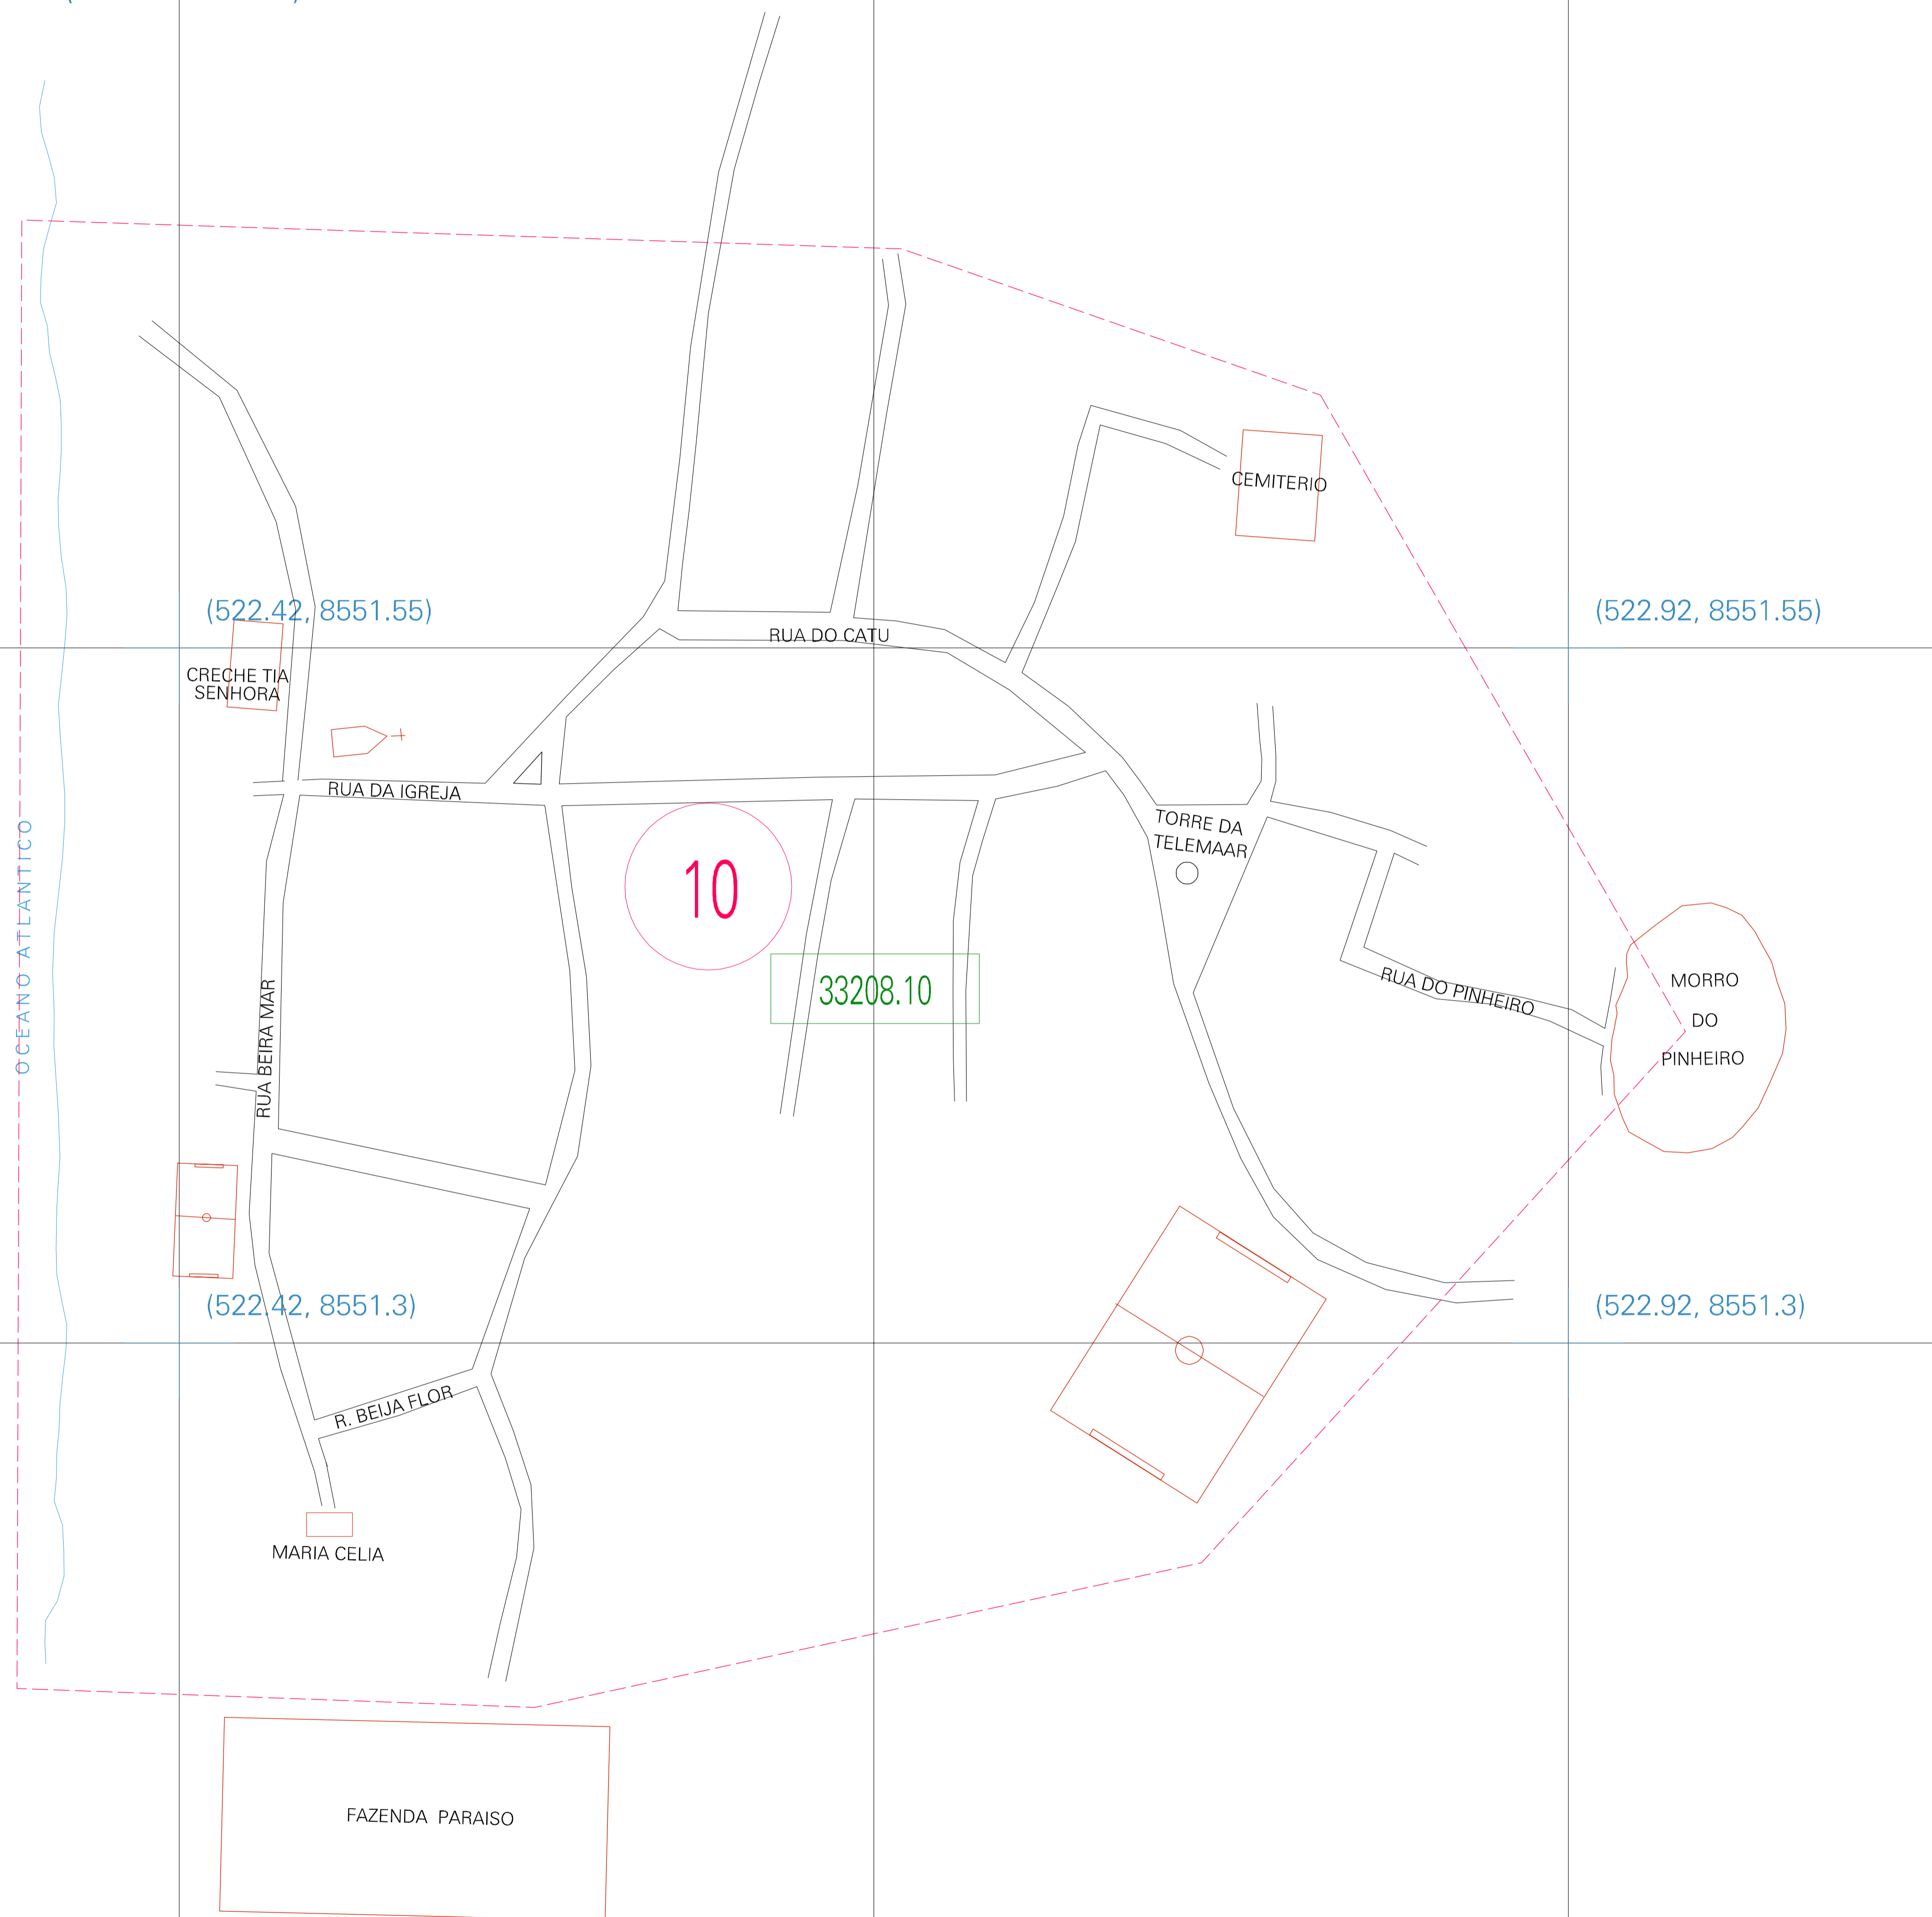 (522.42, 8551.55)
(522.92, 8551.55)
CEMITERIO
RUA DO CATU
CRECHE TIA
SENHORA
RUA DA IGREJA
TORRE DA
TELEMAAR
10
33208.10
OCEANO ATLANTICO
RUA BEIRA MAR
RUA DO PINHEIRO
MORRO
DO
PINHEIRO
(522.42, 8551.3)
(522.92, 8551.3)
R. BEIJA FLOR
MARIA CELIA
FAZENDA PARAISO